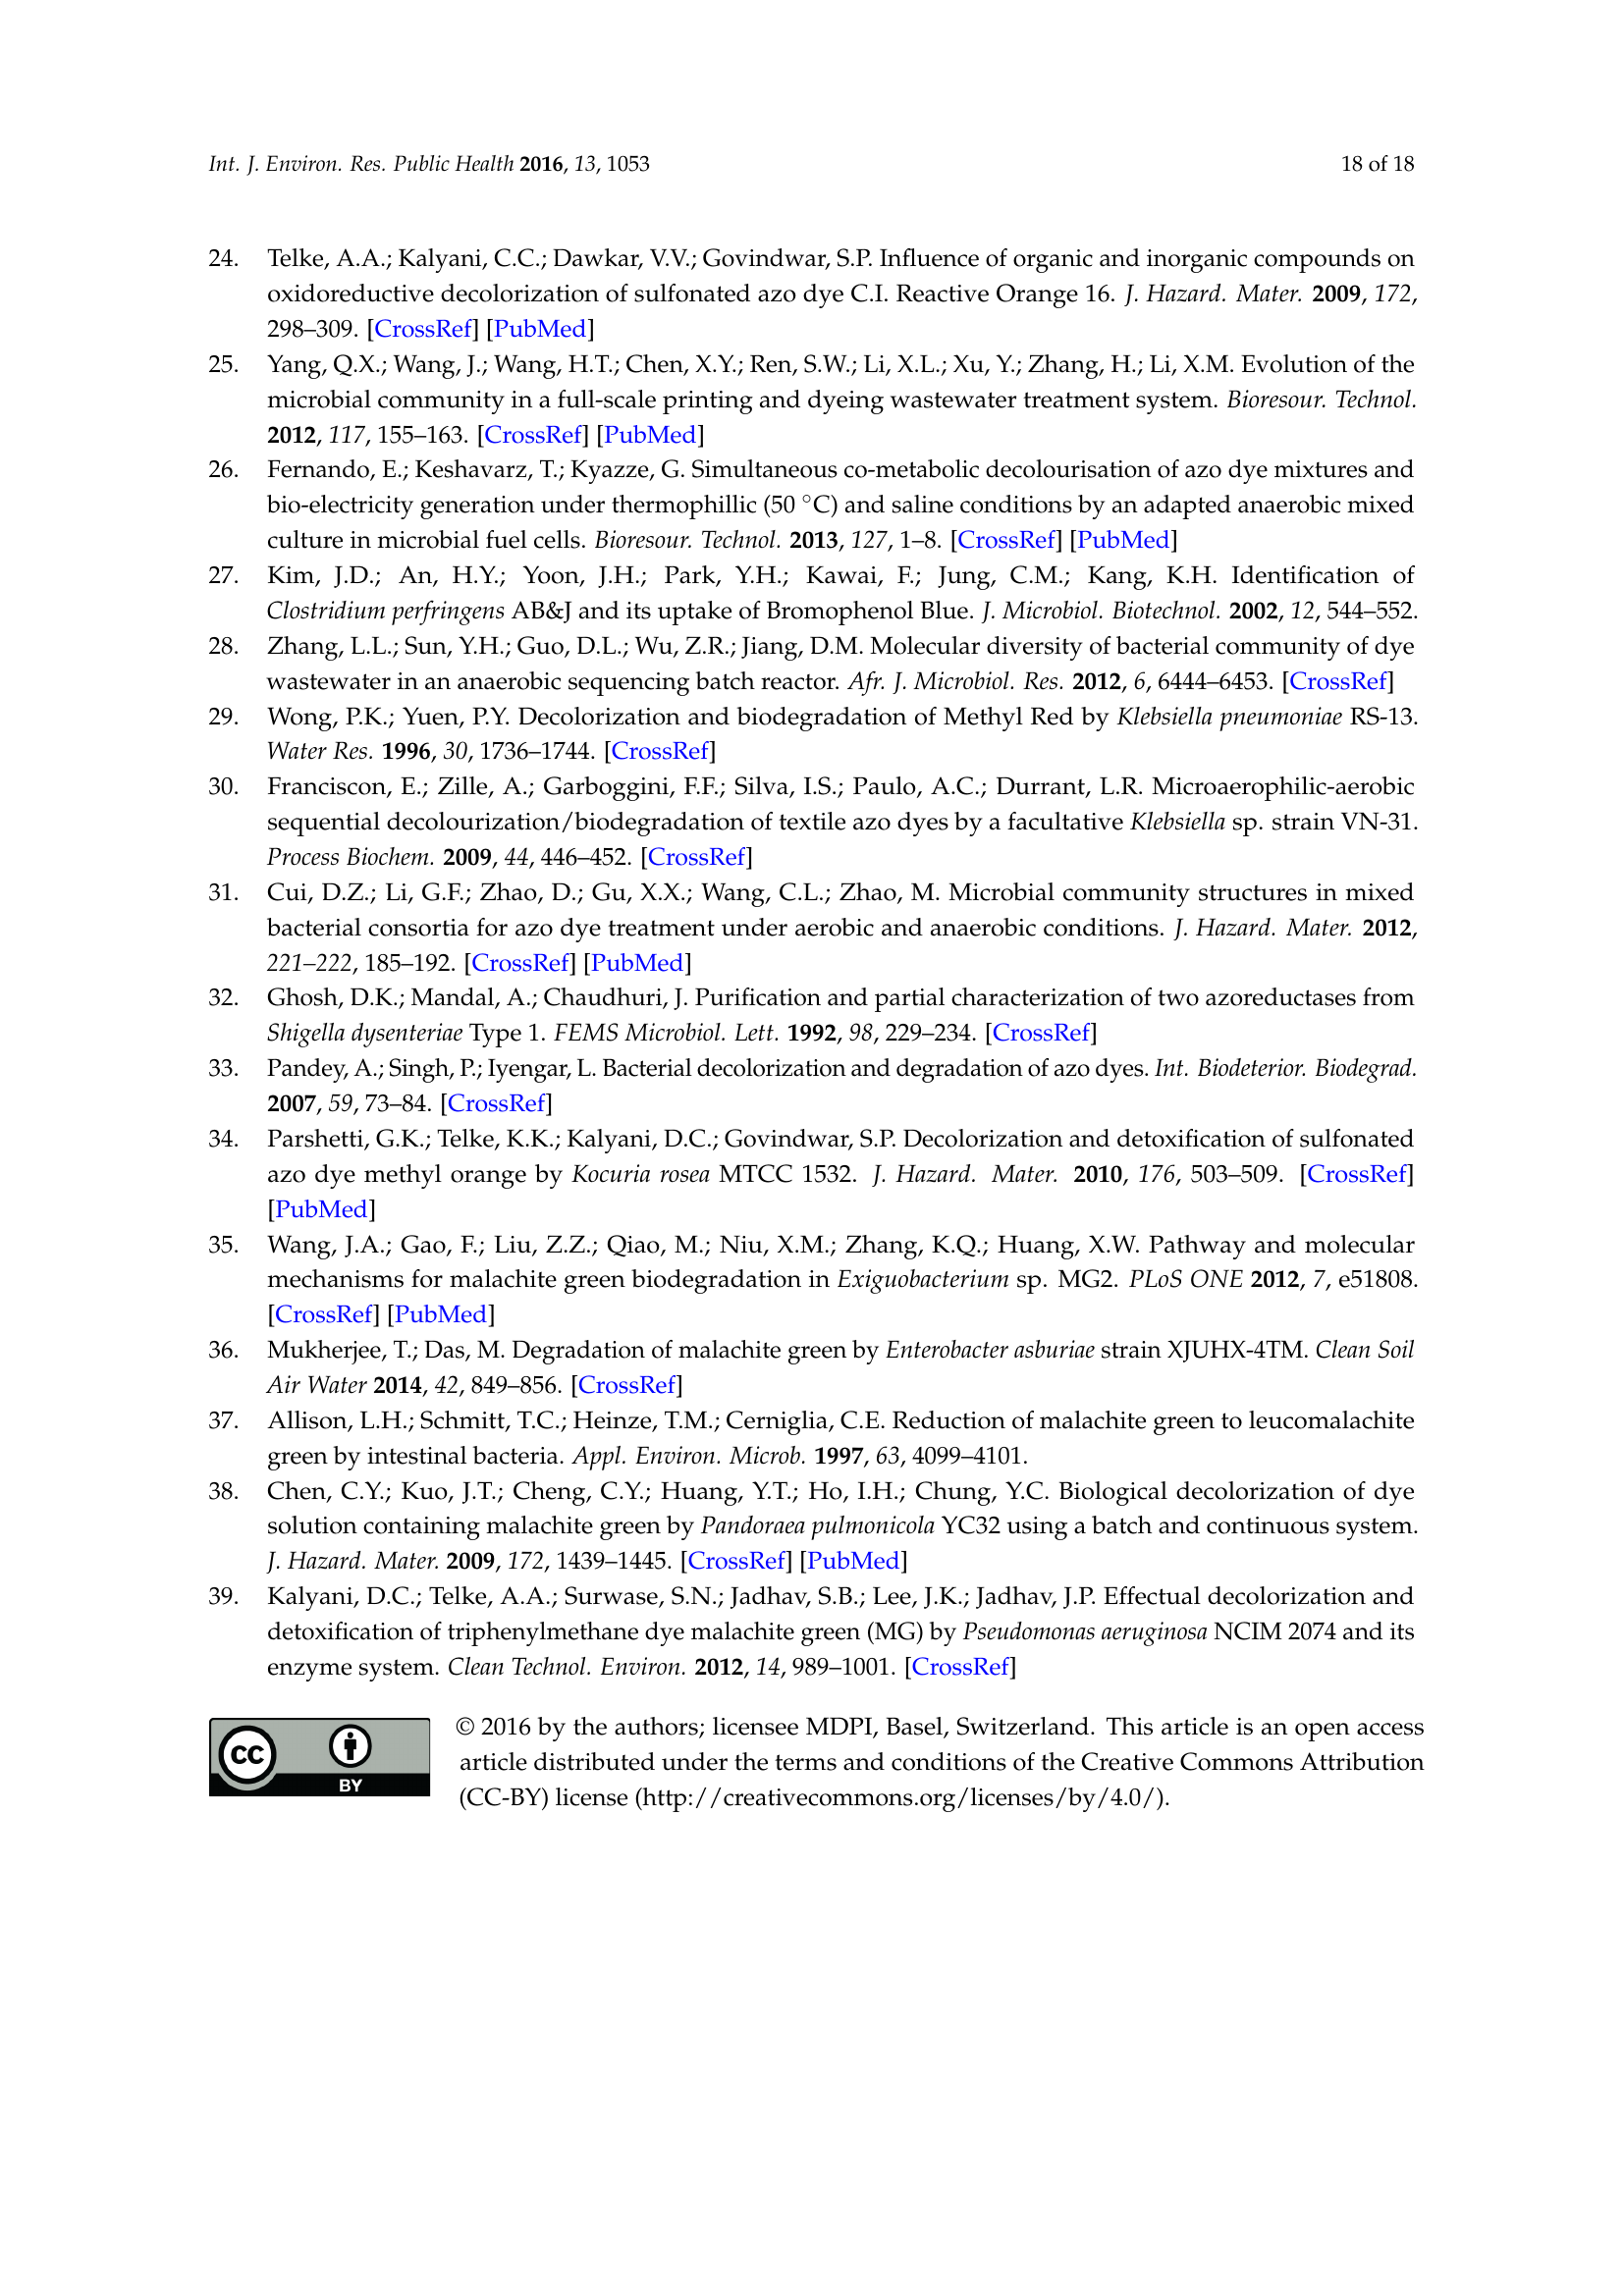 Int. J. Environ. Res. Public Health 2016, 13, 1053 18 of 18
24. Telke, A.A.; Kalyani, C.C.; Dawkar, V.V.; Govindwar, S.P. Influence of organic and inorganic compounds on
oxidoreductive decolorization of sulfonated azo dye C.I. Reactive Orange 16. J. Hazard. Mater. 2009, 172,
298–309. [CrossRef] [PubMed]
25. Yang, Q.X.; Wang, J.; Wang, H.T.; Chen, X.Y.; Ren, S.W.; Li, X.L.; Xu, Y.; Zhang, H.; Li, X.M. Evolution of the
microbial community in a full-scale printing and dyeing wastewater treatment system. Bioresour. Technol.
2012, 117, 155–163. [CrossRef] [PubMed]
26. Fernando, E.; Keshavarz, T.; Kyazze, G. Simultaneous co-metabolic decolourisation of azo dye mixtures and
bio-electricity generation under thermophillic (50 °C) and saline conditions by an adapted anaerobic mixed
culture in microbial fuel cells. Bioresour. Technol. 2013, 127, 1–8. [CrossRef] [PubMed]
27. Kim, J.D.; An, H.Y.; Yoon, J.H.; Park, Y.H.; Kawai, F.; Jung, C.M.; Kang, K.H. Identification of
Clostridium perfringens AB&J and its uptake of Bromophenol Blue. J. Microbiol. Biotechnol. 2002, 12, 544–552.
28. Zhang, L.L.; Sun, Y.H.; Guo, D.L.; Wu, Z.R.; Jiang, D.M. Molecular diversity of bacterial community of dye
wastewater in an anaerobic sequencing batch reactor. Afr. J. Microbiol. Res. 2012, 6, 6444–6453. [CrossRef]
29. Wong, P.K.; Yuen, P.Y. Decolorization and biodegradation of Methyl Red by Klebsiella pneumoniae RS-13.
Water Res. 1996, 30, 1736–1744. [CrossRef]
30. Franciscon, E.; Zille, A.; Garboggini, F.F.; Silva, I.S.; Paulo, A.C.; Durrant, L.R. Microaerophilic-aerobic
sequential decolourization/biodegradation of textile azo dyes by a facultative Klebsiella sp. strain VN-31.
Process Biochem. 2009, 44, 446–452. [CrossRef]
31. Cui, D.Z.; Li, G.F.; Zhao, D.; Gu, X.X.; Wang, C.L.; Zhao, M. Microbial community structures in mixed
bacterial consortia for azo dye treatment under aerobic and anaerobic conditions. J. Hazard. Mater. 2012,
221–222, 185–192. [CrossRef] [PubMed]
32. Ghosh, D.K.; Mandal, A.; Chaudhuri, J. Purification and partial characterization of two azoreductases from
Shigella dysenteriae Type 1. FEMS Microbiol. Lett. 1992, 98, 229–234. [CrossRef]
33. Pandey, A.; Singh, P.; Iyengar, L. Bacterial decolorization and degradation of azo dyes. Int. Biodeterior. Biodegrad.
2007, 59, 73–84. [CrossRef]
34. Parshetti, G.K.; Telke, K.K.; Kalyani, D.C.; Govindwar, S.P. Decolorization and detoxification of sulfonated
azo dye methyl orange by Kocuria rosea MTCC 1532. J. Hazard. Mater. 2010, 176, 503–509. [CrossRef]
[PubMed]
35. Wang, J.A.; Gao, F.; Liu, Z.Z.; Qiao, M.; Niu, X.M.; Zhang, K.Q.; Huang, X.W. Pathway and molecular
mechanisms for malachite green biodegradation in Exiguobacterium sp. MG2. PLoS ONE 2012, 7, e51808.
[CrossRef] [PubMed]
36. Mukherjee, T.; Das, M. Degradation of malachite green by Enterobacter asburiae strain XJUHX-4TM. Clean Soil
Air Water 2014, 42, 849–856. [CrossRef]
37. Allison, L.H.; Schmitt, T.C.; Heinze, T.M.; Cerniglia, C.E. Reduction of malachite green to leucomalachite
green by intestinal bacteria. Appl. Environ. Microb. 1997, 63, 4099–4101.
38. Chen, C.Y.; Kuo, J.T.; Cheng, C.Y.; Huang, Y.T.; Ho, I.H.; Chung, Y.C. Biological decolorization of dye
solution containing malachite green by Pandoraea pulmonicola YC32 using a batch and continuous system.
J. Hazard. Mater. 2009, 172, 1439–1445. [CrossRef] [PubMed]
39. Kalyani, D.C.; Telke, A.A.; Surwase, S.N.; Jadhav, S.B.; Lee, J.K.; Jadhav, J.P. Effectual decolorization and
detoxification of triphenylmethane dye malachite green (MG) by Pseudomonas aeruginosa NCIM 2074 and its
enzyme system. Clean Technol. Environ. 2012, 14, 989–1001. [CrossRef]
cc BY
© 2016 by the authors; licensee MDPI, Basel, Switzerland. This article is an open access
article distributed under the terms and conditions of the Creative Commons Attribution
(CC-BY) license (http://creativecommons.org/licenses/by/4.0/).